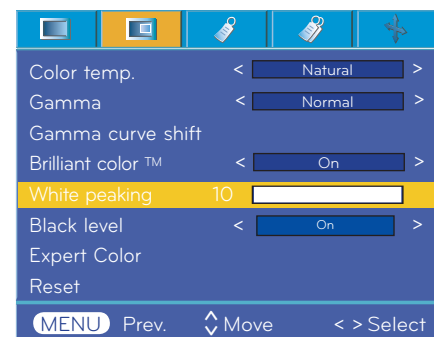 Color temp. < Natural >
Gamma < Normal >
Gamma curve shift
Brilliant color ™ < On >
White peaking 10
Black level < On >
Expert Color
Reset
MENU Prev. Move < > Select